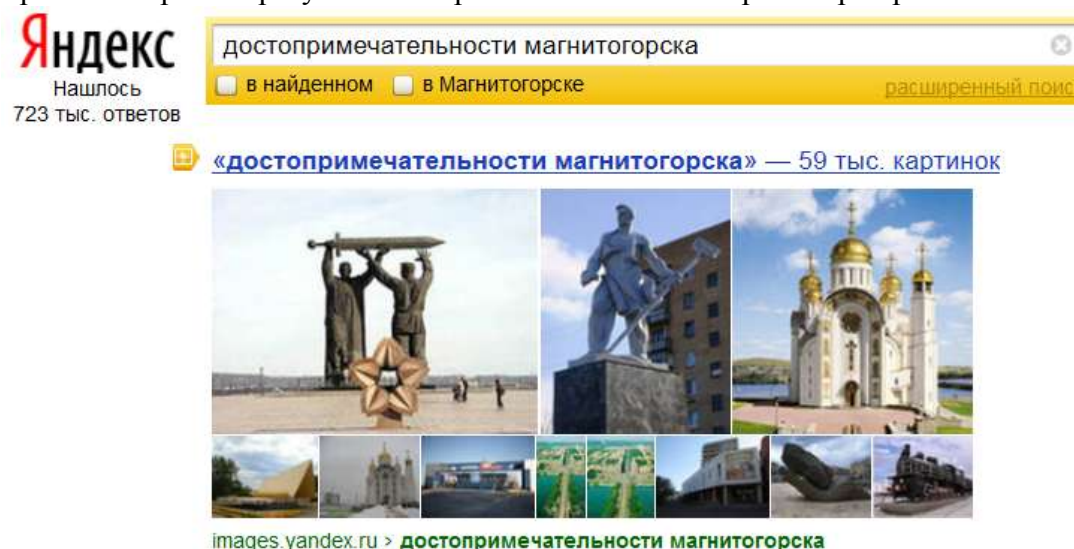 Яндекс
Нашлось
723 тыс. ответов
достопримечательности магнитогорска
в найденном в Магнитогорске
расширенный поис
«достопримечательности магнитогорска» — 59 тыс. картинок
images.yandex.ru > достопримечательности магнитогорска